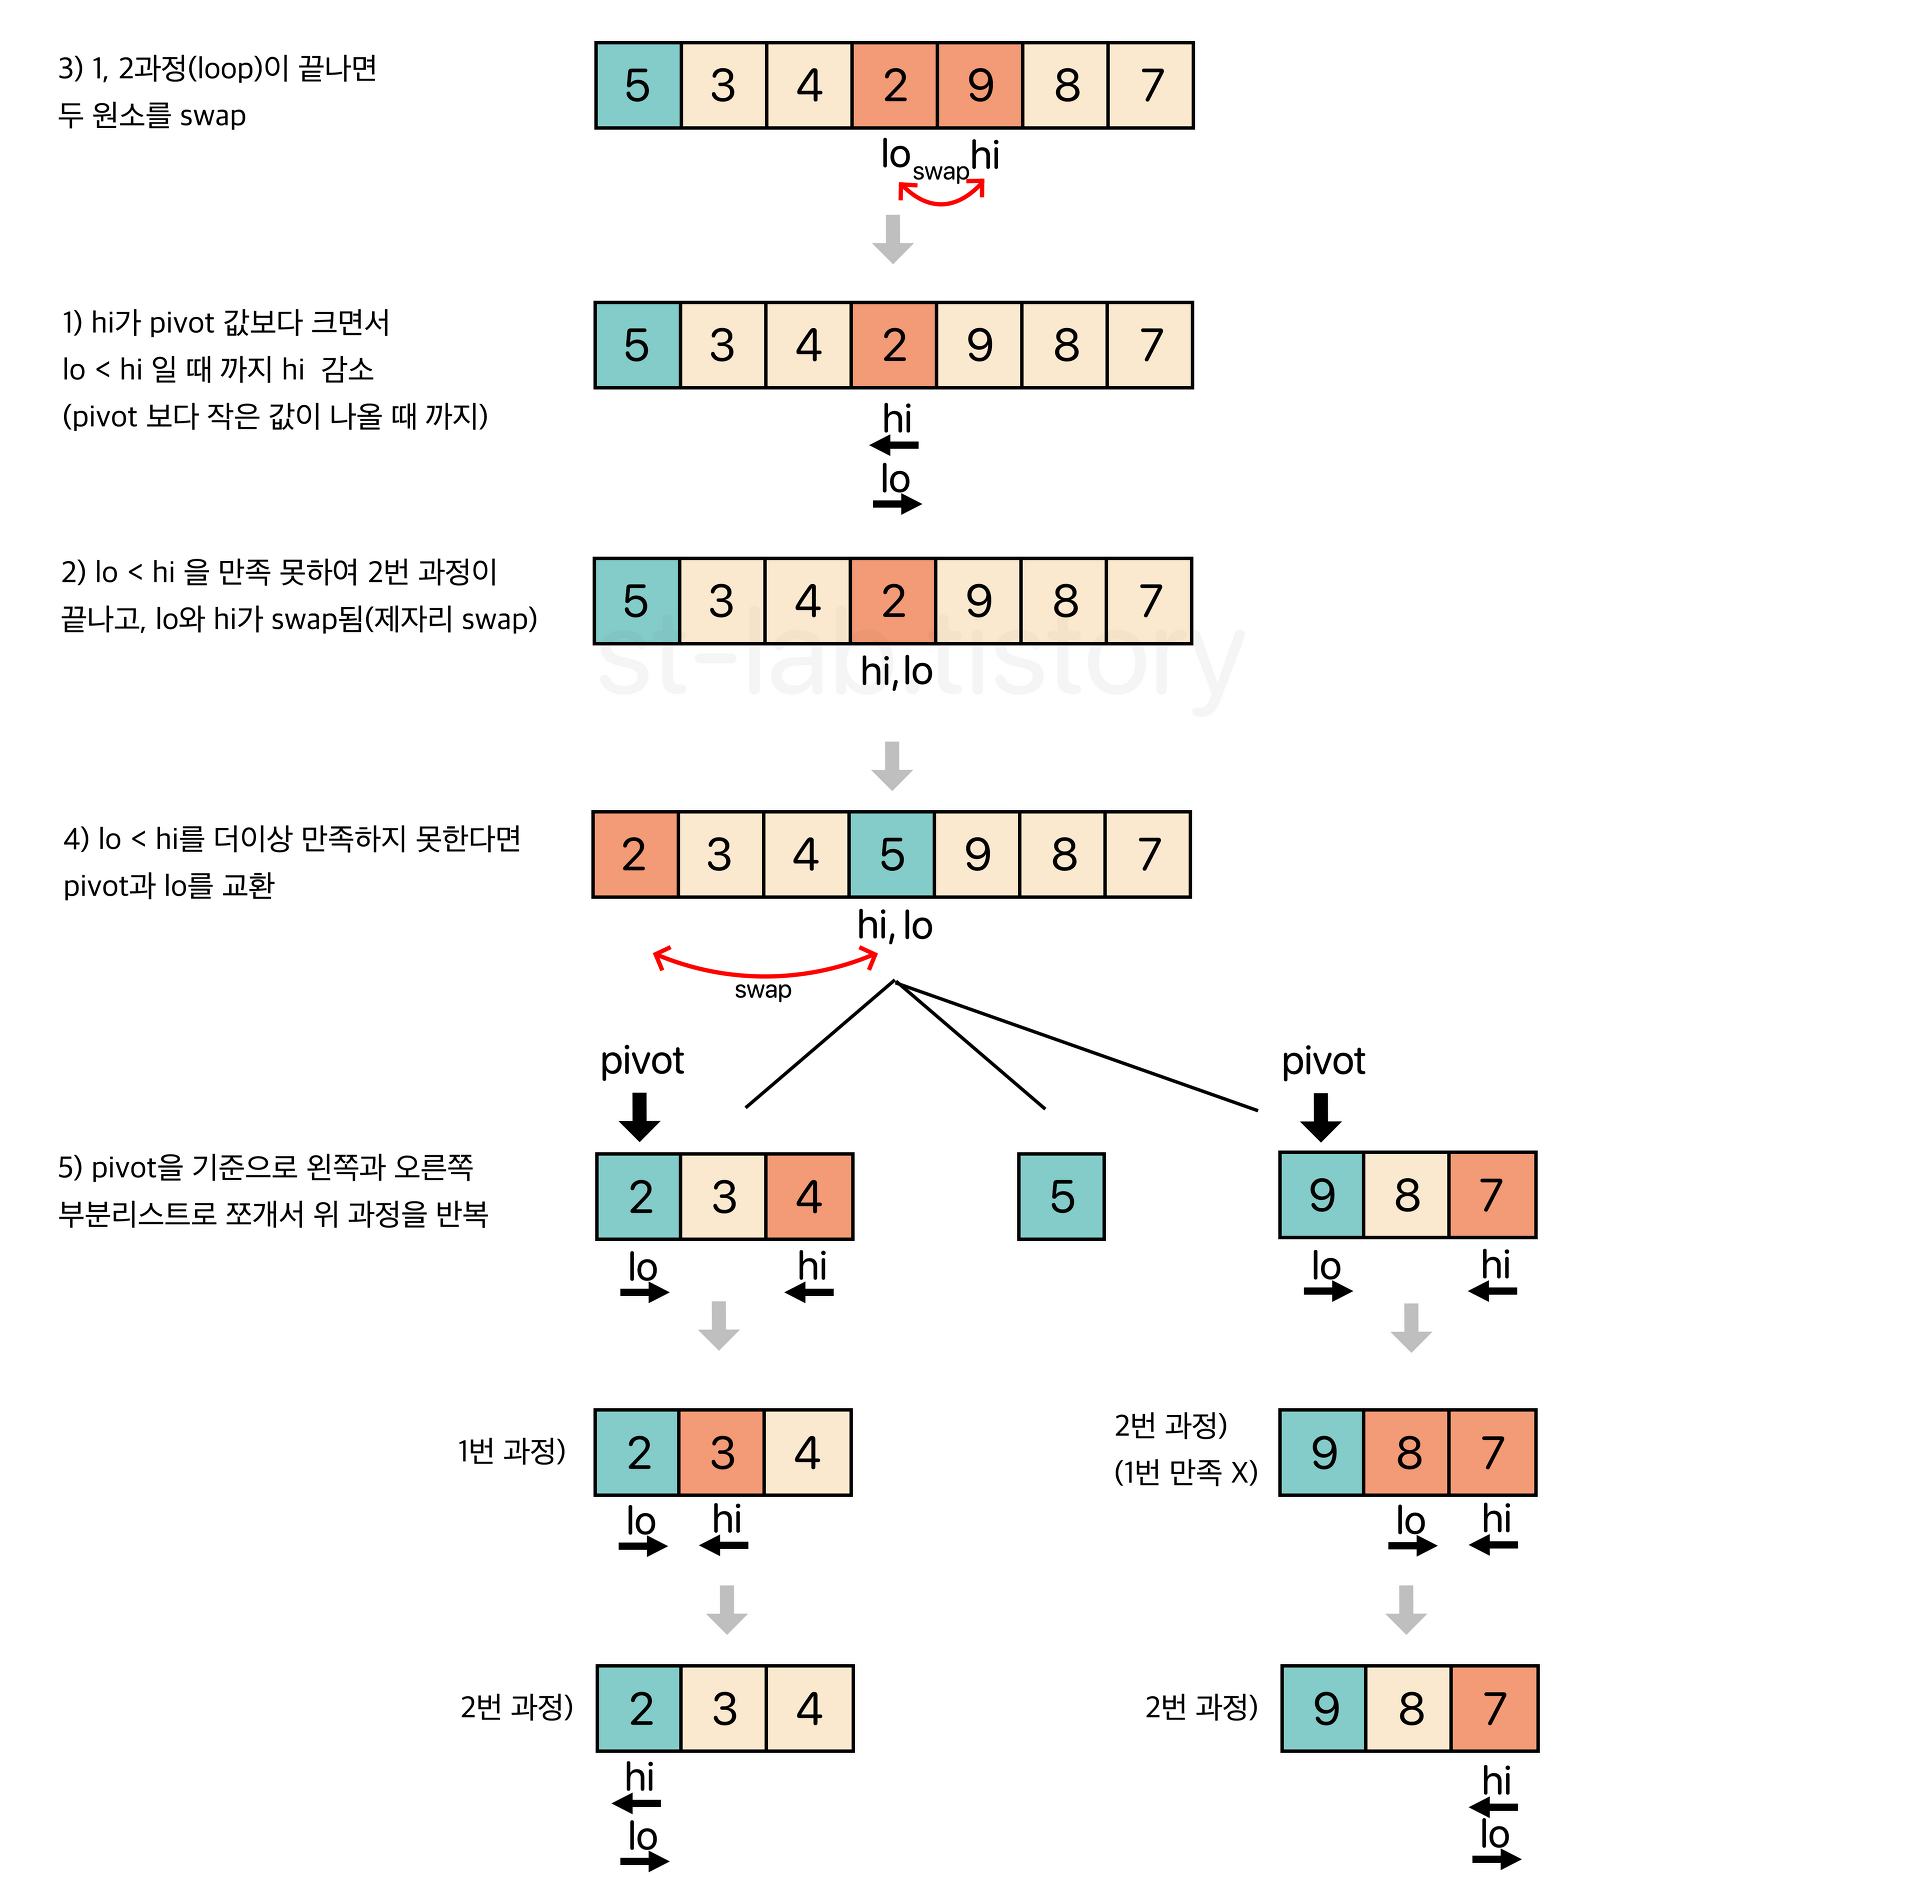 3) 1, 2과정(loop)이 끝나면
두 원소를 swap
5 3 4 2 9 8 7
lo swap hi
1) hi가 pivot 값보다 크면서
lo < hi 일 때 까지 hi 감소
(pivot 보다 작은 값이 나올 때 까지)
5 3 4 2 9 8 7
hi
lo
2) lo < hi 을 만족 못하여 2번 과정이
끝나고, lo와 hi가 swap됨(제자리 swap)
5 3 4 2 9 8 7
st-lab.tistory
hi, lo
4) lo < hi를 더이상 만족하지 못한다면
pivot과 lo를 교환
2 3 4 5 9 8 7
hi, lo
swap
pivot pivot
5) pivot을 기준으로 왼쪽과 오른쪽
부분리스트로 쪼개서 위 과정을 반복
2 3 4 5 9 8 7
lo hi lo hi
1번 과정)
2 3 4
lo hi
2번 과정)
(1번 만족 X)
9 8 7
lo hi
2번 과정)
2 3 4
hi
lo
2번 과정)
9 8 7
hi
lo